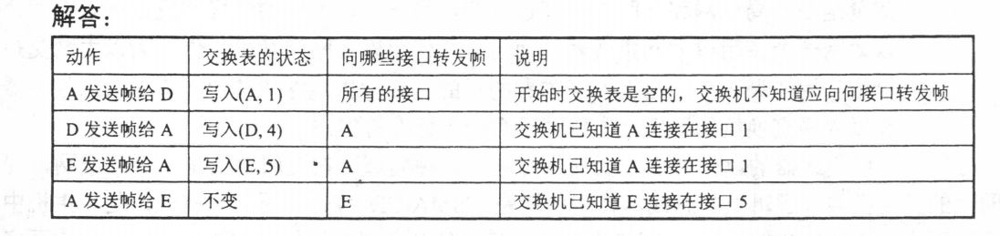 解答：
动作 交换表的状态 向哪些接口转发帧 说明
A 发送帧给 D 写入(A, 1) 所有的接口 开始时交换表是空的，交换机不知道应向何接口转发帧
D 发送帧给 A 写入(D, 4) A 交换机已知道 A 连接在接口 1
E 发送帧给 A 写入(E, 5) A 交换机已知道 A 连接在接口 1
A 发送帧给 E 不变 E 交换机已知道 E 连接在接口 5